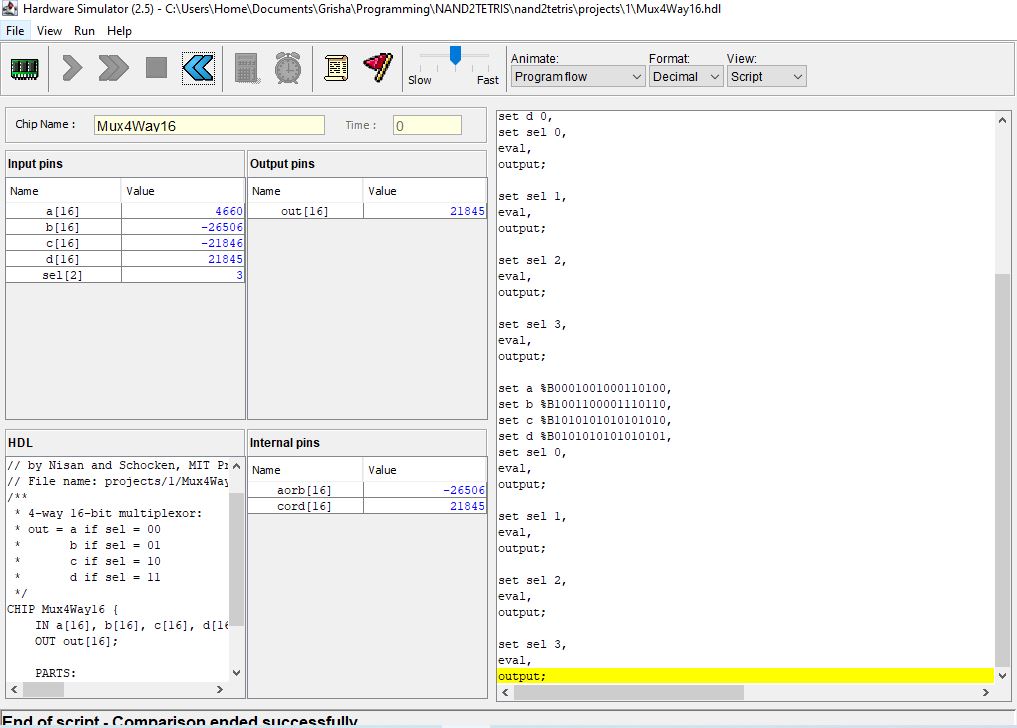 Hardware Simulator (2.5) - C:\Users\Home\Documents\Grisha\Programming\NAND2TETRIS\nand2tetris\projects\1\Mux4Way16.hdl
File View Run Help
Slow Fast
Animate:
Program flow
Format:
Decimal
View:
Script
Chip Name :
Mux4Way16
Time :
0
Input pins
Name Value
a[16] 4660
b[16] -26506
c[16] -21846
d[16] 21845
sel[2] 3
Output pins
Name Value
out[16] 21845
HDL
// by Nisan and Schocken, MIT Pr
// File name: projects/1/Mux4Way
/**
* 4-way 16-bit multiplexor:
* out = a if sel = 00
* b if sel = 01
* c if sel = 10
* d if sel = 11
*/
CHIP Mux4Way16 {
IN a[16], b[16], c[16], d[16
OUT out[16];
PARTS:
Internal pins
Name Value
aorb[16] -26506
cord[16] 21845
set d 0,
set sel 0,
eval,
output;
set sel 1,
eval,
output;
set sel 2,
eval,
output;
set sel 3,
eval,
output;
set a %B0001001000110100,
set b %B1001100001110110,
set c %B1010101010101010,
set d %B0101010101010101,
set sel 0,
eval,
output;
set sel 1,
eval,
output;
set sel 2,
eval,
output;
set sel 3,
eval,
output;
End of script - Comparison ended successfully